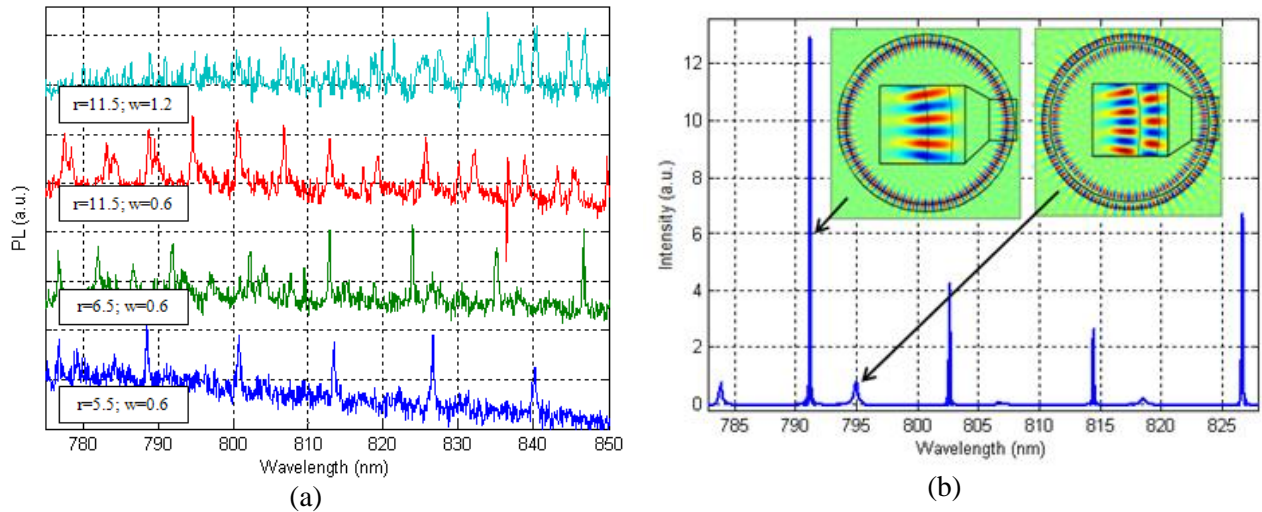 PL (a.u.)
r=11.5; w=1.2
r=11.5; w=0.6
r=6.5; w=0.6
r=5.5; w=0.6
780 790 800 810 820 830 840 850
Wavelength (nm)
(a)
Intensity (a.u.)
12
10
8
6
4
2
0
785 790 795 800 805 810 815 820 825
Wavelength (nm)
(b)